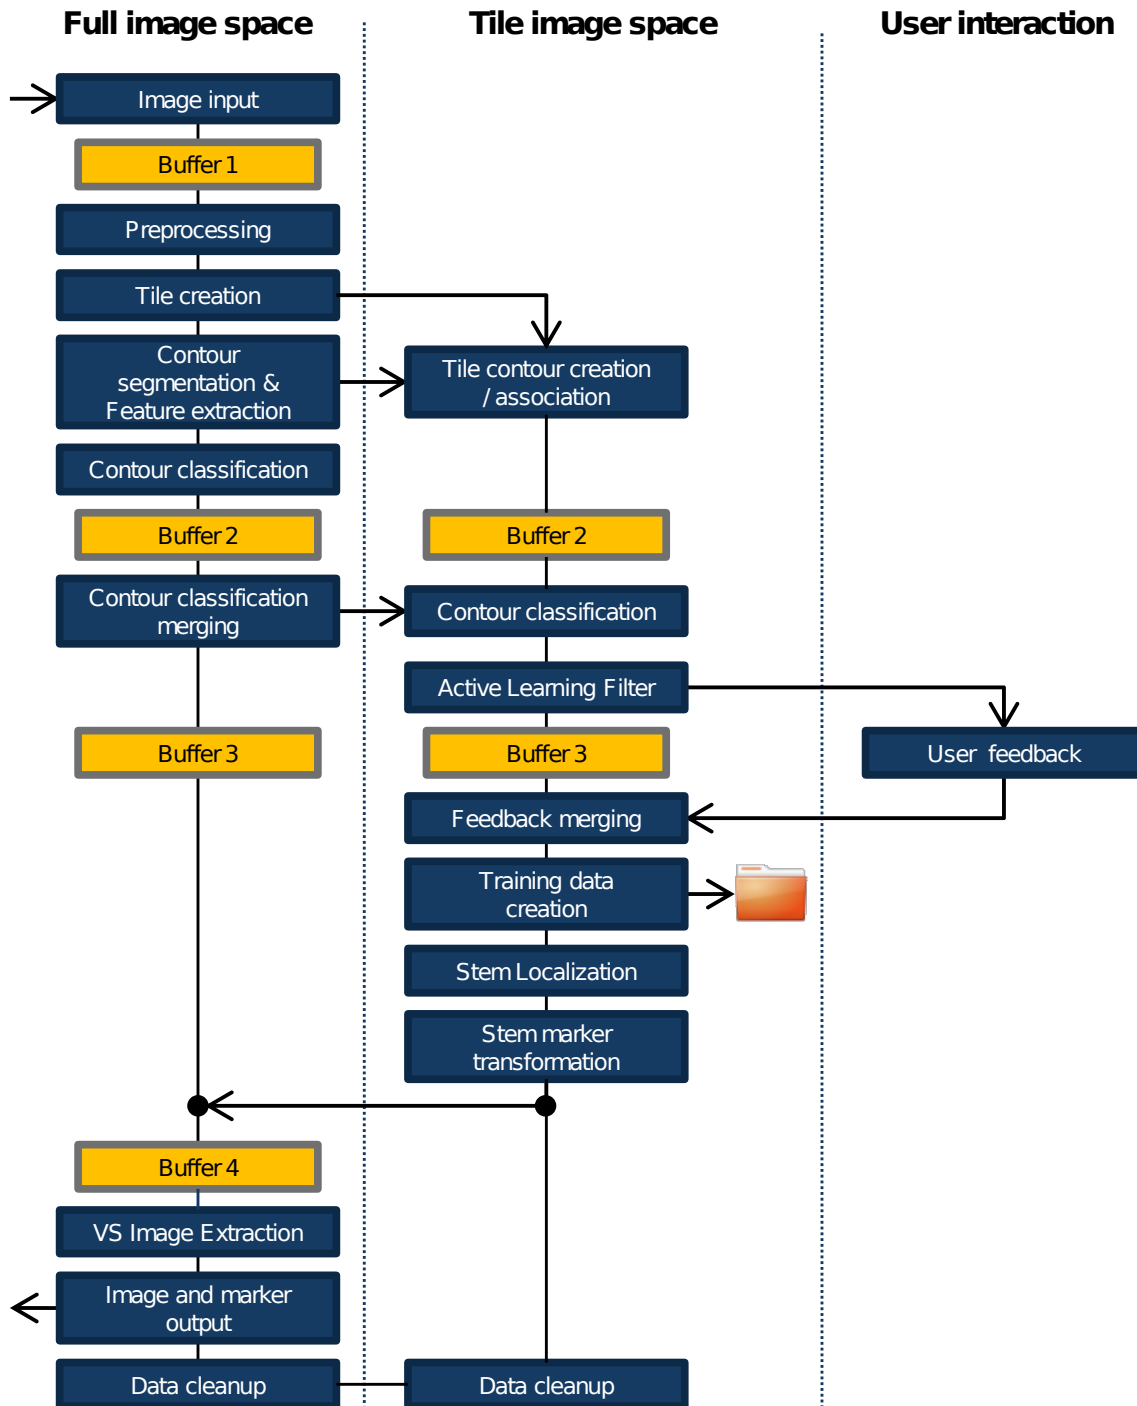 Full image space
Tile image space
User interaction
Image input
Buffer 1
Preprocessing
Tile creation
Contour
segmentation &
Feature extraction
Tile contour creation
/ association
Contour classification
Buffer 2
Buffer 2
Contour classification
merging
Contour classification
Active Learning Filter
Buffer 3
Buffer 3
User feedback
Feedback merging
Training data
creation
Stem Localization
Stem marker
transformation
Buffer 4
VS Image Extraction
Image and marker
output
Data cleanup
Data cleanup